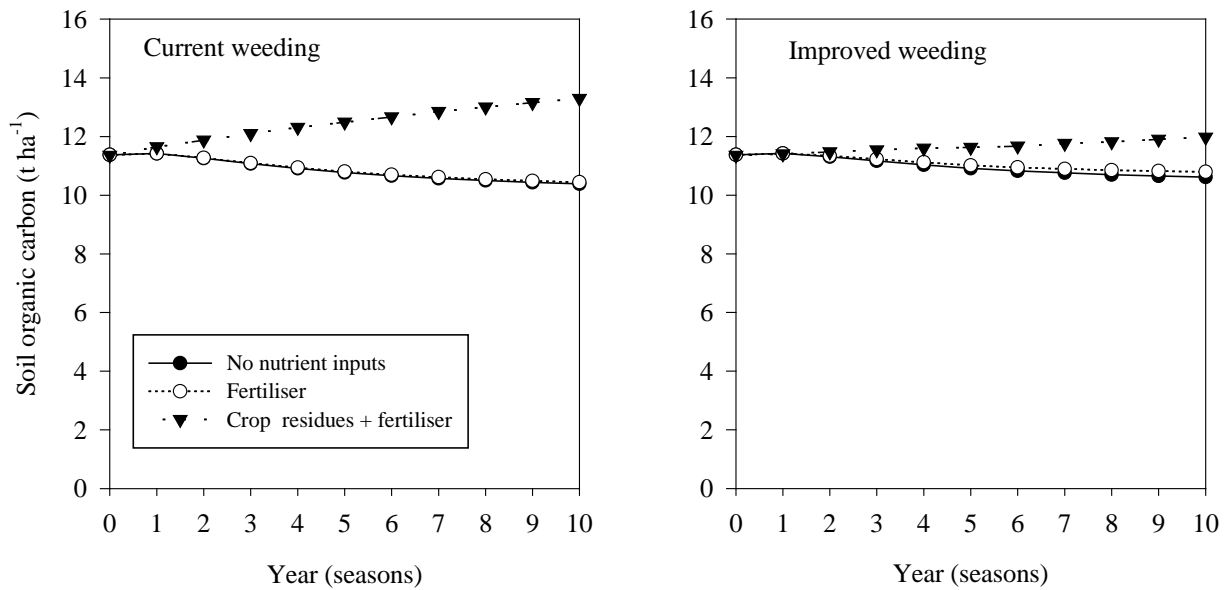 Current weeding
Improved weeding
Soil organic carbon (t ha-1)
16
14
12
10
8
6
4
2
0
0 1 2 3 4 5 6 7 8 9 10
Year (seasons)
No nutrient inputs
Fertiliser
Crop residues + fertiliser
16
14
12
10
8
6
4
2
0
0 1 2 3 4 5 6 7 8 9 10
Year (seasons)